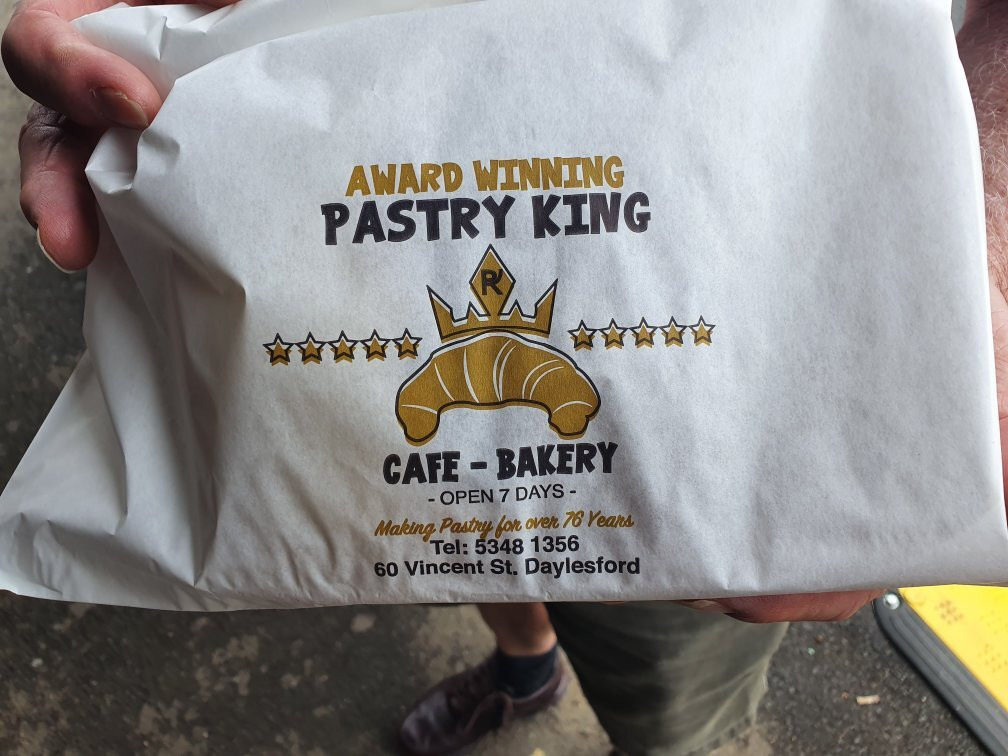 AWARD WINNING
PASTRY KING
CAFE - BAKERY
- OPEN 7 DAYS -
Making Pastry for over 76 Years
Tel: 5348 1356
60 Vincent St. Daylesford